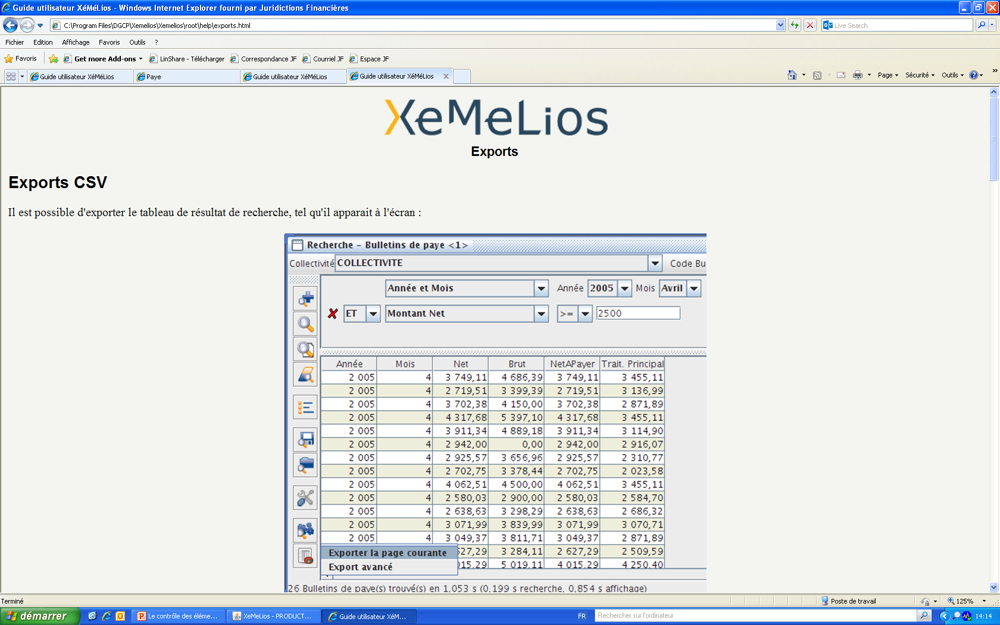 Guide utilisateur XéMéLios - Windows Internet Explorer fourni par Juridictions Financières
C:\Program Files\DGCP\Xemelios\Xemelios\root\help\exports.html
Live Search
Fichier Edition Affichage Favoris Outils ?
Favoris Get more Add-ons LinShare - Télécharger Correspondance JF Courriel JF Espace JF
Guide utilisateur XéMéLios Paye Guide utilisateur XéMéLios Guide utilisateur XéMéLios Page Sécurité Outils
XeMeLios
Exports
Exports CSV
Il est possible d'exporter le tableau de résultat de recherche, tel qu'il apparait à l'écran :
Recherche - Bulletins de paye <1>
Collectivité COLLECTIVITE Code Bu
Année et Mois Année 2005 Mois Avril
ET Montant Net >= 2500
Année Mois Net Brut NetAPayer Trait. Principal
2 005 4 3 749,11 4 686,39 3 749,11 3 455,11
2 005 4 2 719,51 3 399,39 2 719,51 3 136,99
2 005 4 3 702,38 4 150,00 3 702,38 2 871,89
2 005 4 4 317,68 5 397,10 4 317,68 3 455,11
2 005 4 3 911,34 4 889,18 3 911,34 3 114,90
2 005 4 2 942,00 0,00 2 942,00 2 916,07
2 005 4 2 925,57 3 656,96 2 925,57 2 310,77
2 005 4 2 702,75 3 378,44 2 702,75 2 023,58
2 005 4 4 062,51 4 500,00 4 062,51 3 455,11
2 005 4 2 580,03 2 900,00 2 580,03 2 584,70
2 005 4 2 638,63 3 298,29 2 638,63 2 686,32
2 005 4 3 071,99 3 839,99 3 071,99 3 070,71
2 005 4 3 049,37 3 811,71 3 049,37 2 871,89
Exporter la page courante 627,29 3 284,11 2 627,29 2 509,59
Export avancé 015,29 5 019,11 4 015,29 4 250,40
26 Bulletins de paye(s) trouvé(s) en 1,053 s (0,199 s recherche, 0,854 s affichage)
Terminé Poste de travail 125%
démarrer Le contrôle des éléme... XeMeLios - PRODUCT... Guide utilisateur XéM... FR Rechercher sur l'ordinateur 14:14